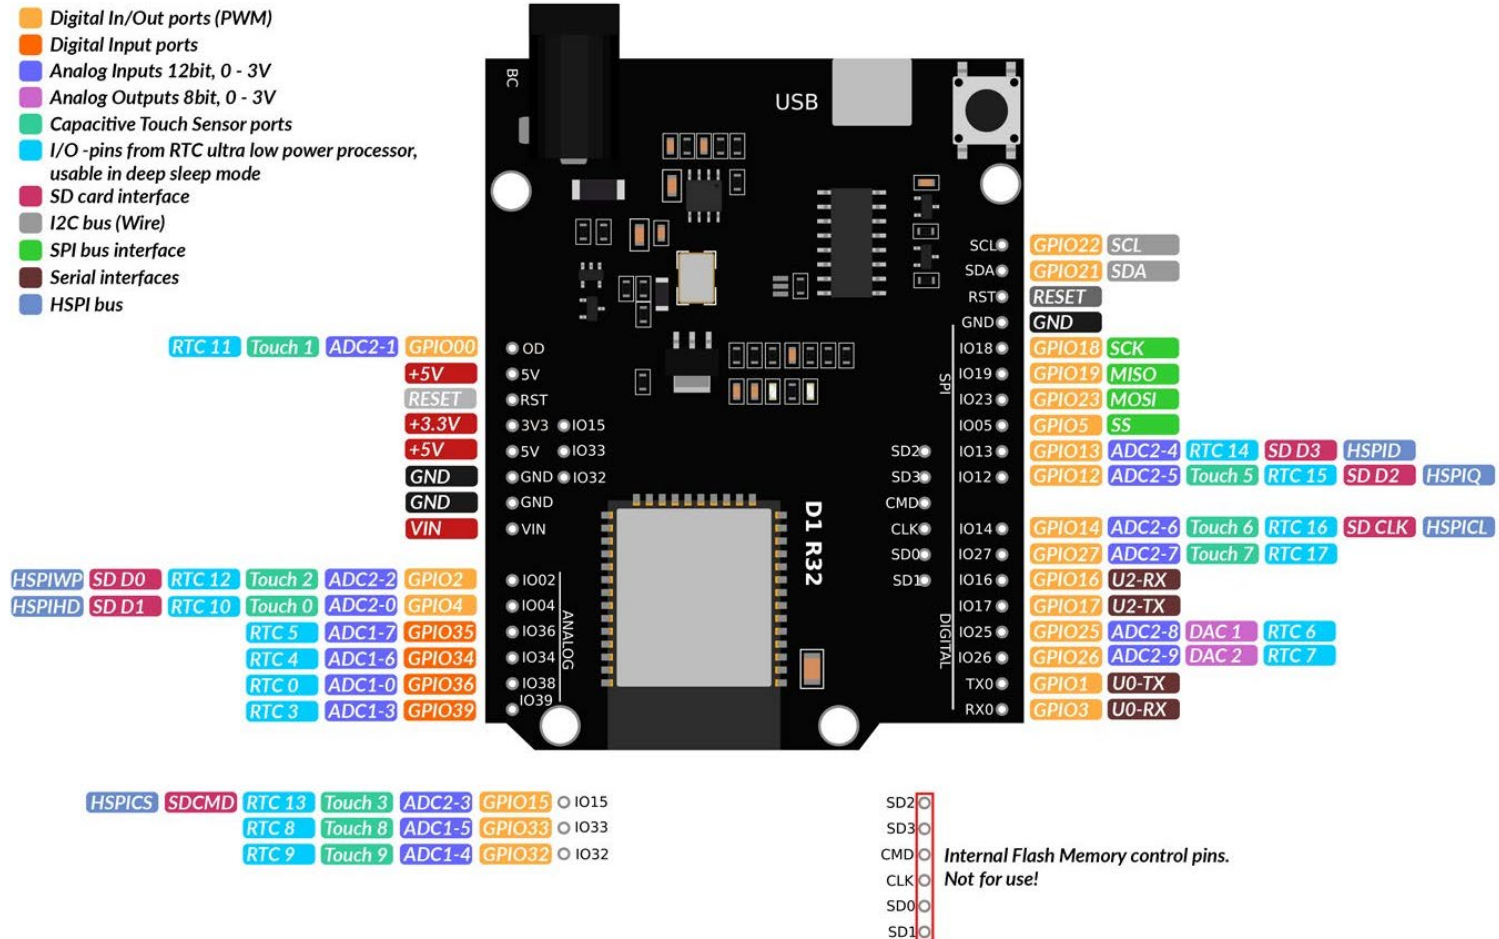 Digital In/Out ports (PWM)
Digital Input ports
Analog Inputs 12bit, 0 - 3V
Analog Outputs 8bit, 0 - 3V
Capacitive Touch Sensor ports
I/O -pins from RTC ultra low power processor,
usable in deep sleep mode
SD card interface
I2C bus (Wire)
SPI bus interface
Serial interfaces
HSPI bus
BC
USB
RTC 11 Touch 1 ADC2-1 GPIO00 OD
+5V 5V
RESET RST
+3.3V 3V3 IO15
+5V 5V IO33
GND GND IO32
GND GND
VIN VIN
HSPIWP SD D0 RTC 12 Touch 2 ADC2-2 GPIO2 IO02
HSPIHD SD D1 RTC 10 Touch 0 ADC2-0 GPIO4 IO04
RTC 5 ADC1-7 GPIO35 IO36
RTC 4 ADC1-6 GPIO34 IO34
RTC 0 ADC1-0 GPIO36 IO38
RTC 3 ADC1-3 GPIO39 IO39
ANALOG
D1 R32
SD2
SD3
CMD
CLK
SD0
SD1
SPI
DIGITAL
SCL GPIO22 SCL
SDA GPIO21 SDA
RST RESET
GND GND
IO18 GPIO18 SCK
IO19 GPIO19 MISO
IO23 GPIO23 MOSI
IO05 GPIO5 SS
IO13 GPIO13 ADC2-4 RTC 14 SD D3 HSPID
IO12 GPIO12 ADC2-5 Touch 5 RTC 15 SD D2 HSPIQ
IO14 GPIO14 ADC2-6 Touch 6 RTC 16 SD CLK HSPICL
IO27 GPIO27 ADC2-7 Touch 7 RTC 17
IO16 GPIO16 U2-RX
IO17 GPIO17 U2-TX
IO25 GPIO25 ADC2-8 DAC 1 RTC 6
IO26 GPIO26 ADC2-9 DAC 2 RTC 7
TX0 GPIO1 U0-TX
RX0 GPIO3 U0-RX
HSPICS SDCMD RTC 13 Touch 3 ADC2-3 GPIO15 IO15
RTC 8 Touch 8 ADC1-5 GPIO33 IO33
RTC 9 Touch 9 ADC1-4 GPIO32 IO32
SD2
SD3
CMD
CLK
SD0
SD1
Internal Flash Memory control pins.
Not for use!